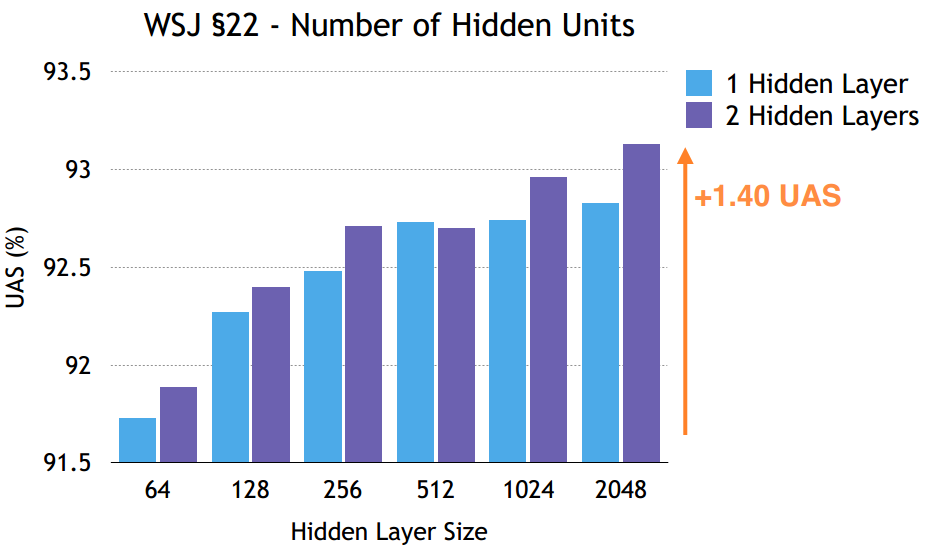 WSJ §22 - Number of Hidden Units
93.5
93
92.5
92
91.5
UAS (%)
64 128 256 512 1024 2048
Hidden Layer Size
1 Hidden Layer
2 Hidden Layers
+1.40 UAS